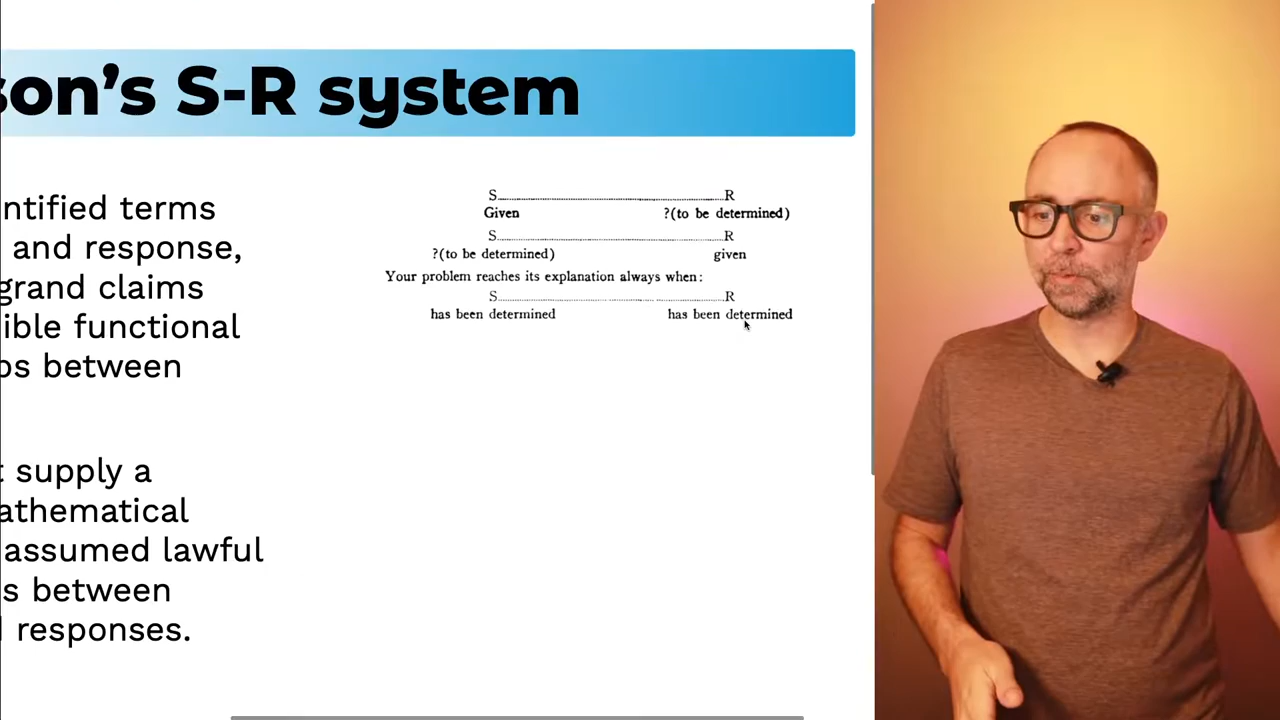 son's S-R system
ntified terms
and response,
grand claims
ible functional
os between
t supply a
athematical
assumed lawful
s between
responses.
S R
Given ?(to be determined)
S R
?(to be determined) given
Your problem reaches its explanation always when:
S R
has been determined has been determined